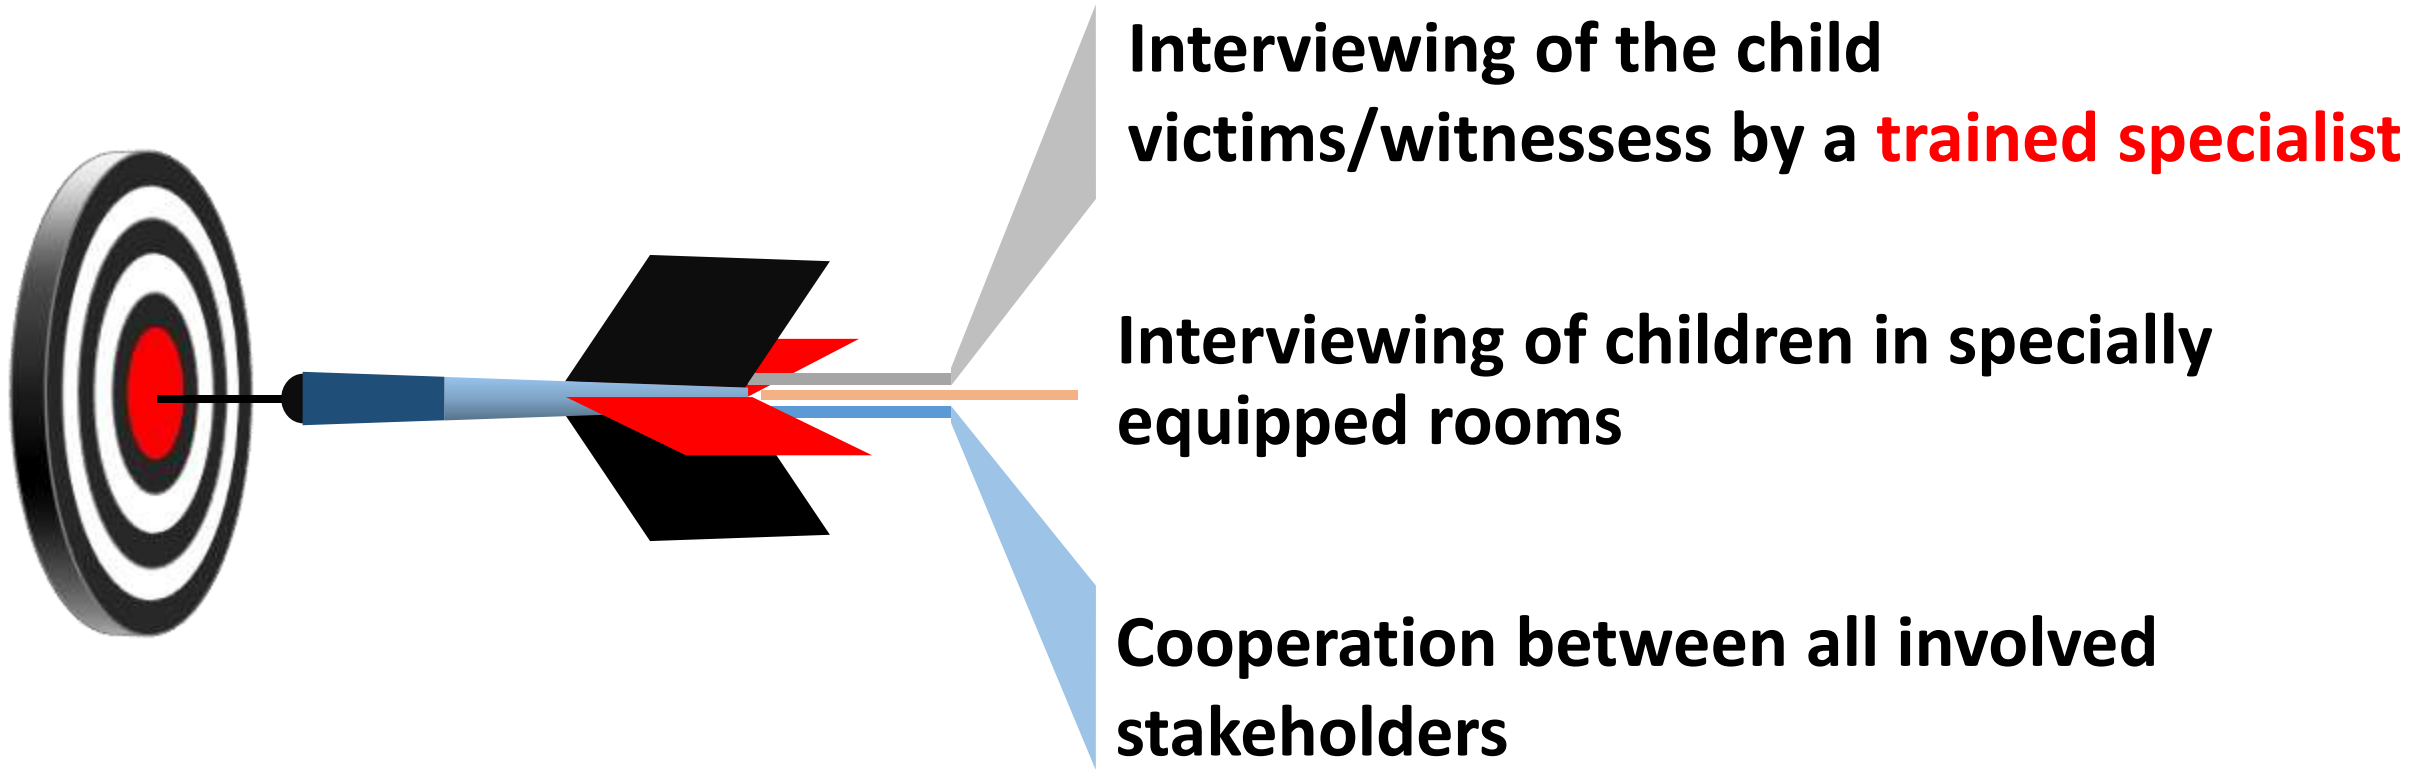 Interviewing of the child
victims/witnessess by a trained specialist
Interviewing of children in specially
equipped rooms
Cooperation between all involved
stakeholders